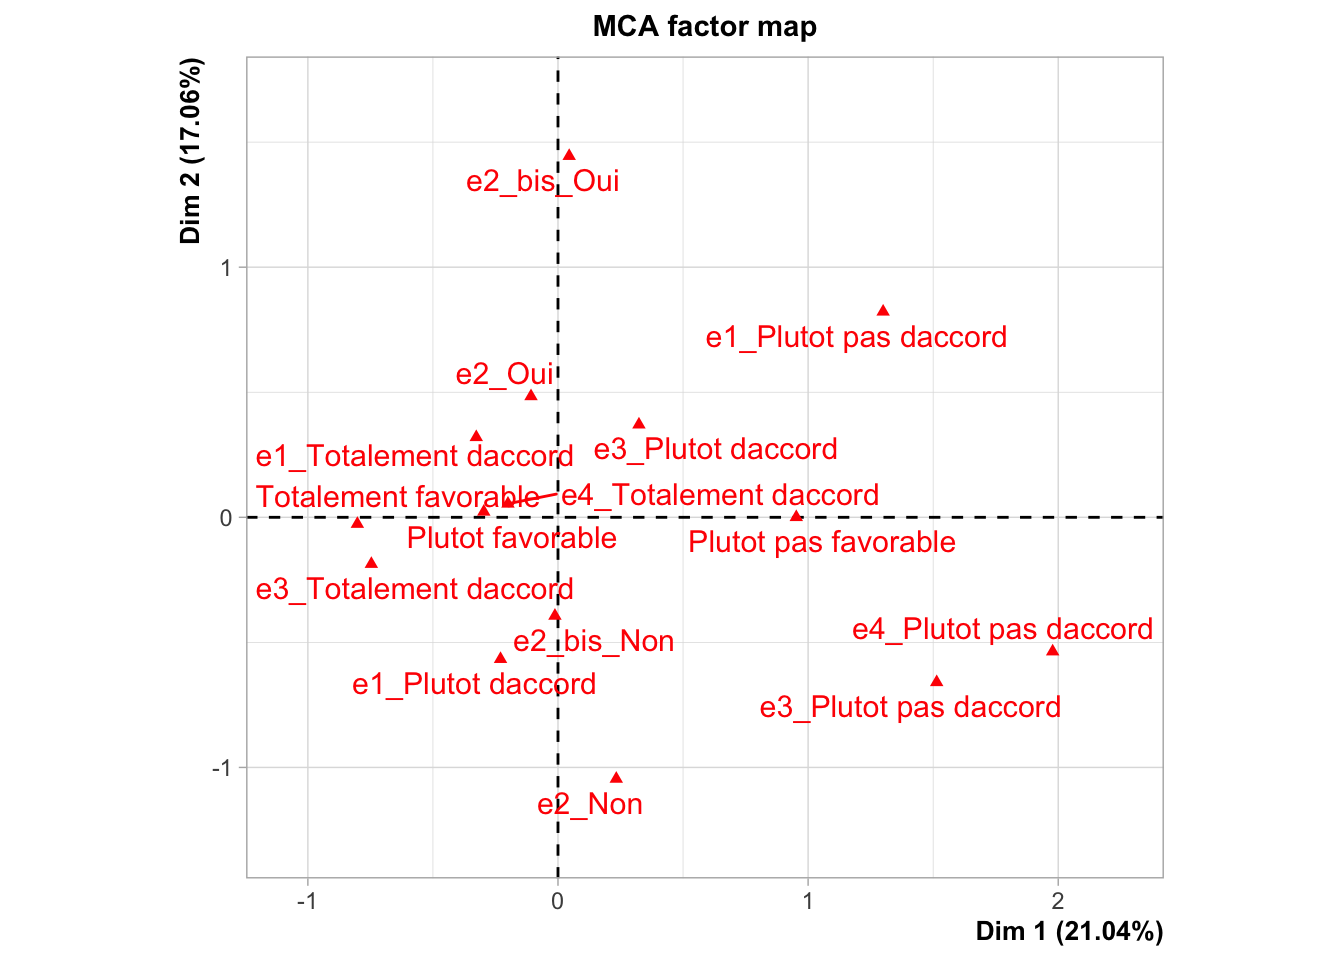 MCA factor map
Dim 2 (17.06%)
e2_bis_Oui
1
e1_Plutot pas daccord
e2_Oui
e3_Plutot daccord
e1_Totalement daccord
Totalement favorable
e4_Totalement daccord
0
Plutot favorable
Plutot pas favorable
e3_Totalement daccord
e4_Plutot pas daccord
e2_bis_Non
e1_Plutot daccord
e3_Plutot pas daccord
-1
e2_Non
-1 0 1 2
Dim 1 (21.04%)